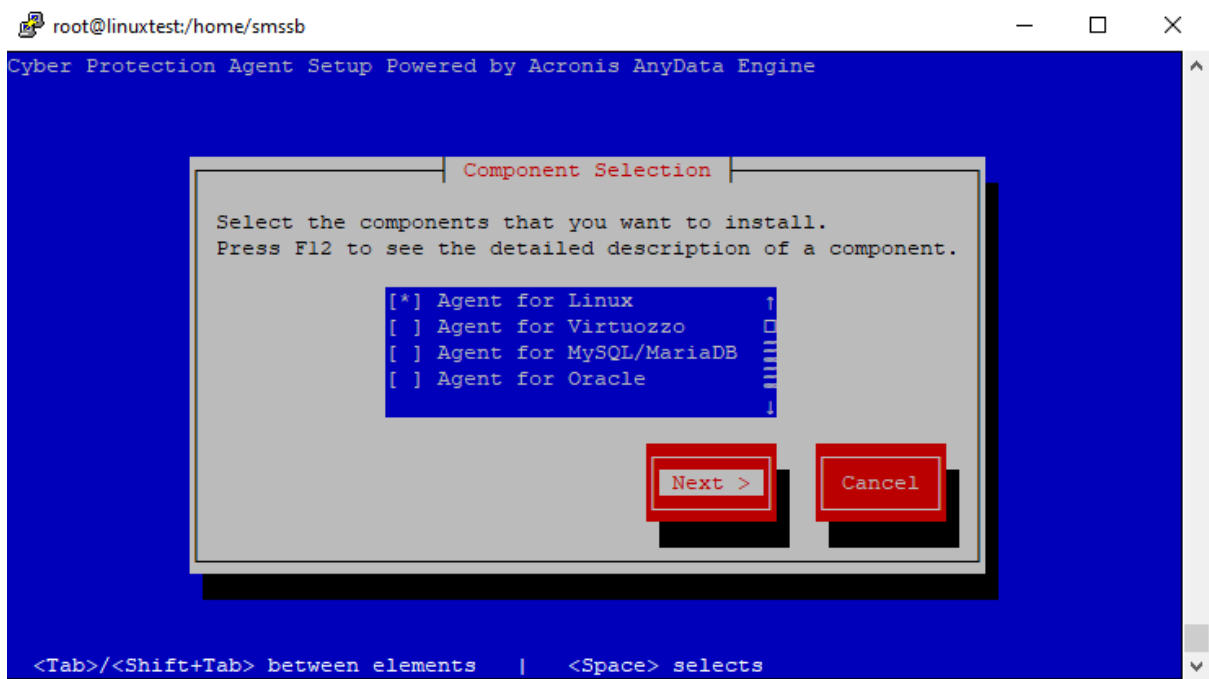 root@linuxtest:/home/smssb
Cyber Protection Agent Setup Powered by Acronis AnyData Engine
Component Selection
Select the components that you want to install.
Press F12 to see the detailed description of a component.
[*] Agent for Linux
[ ] Agent for Virtuozzo
[ ] Agent for MySQL/MariaDB
[ ] Agent for Oracle
Next > Cancel
<Tab>/<Shift+Tab> between elements | <Space> selects